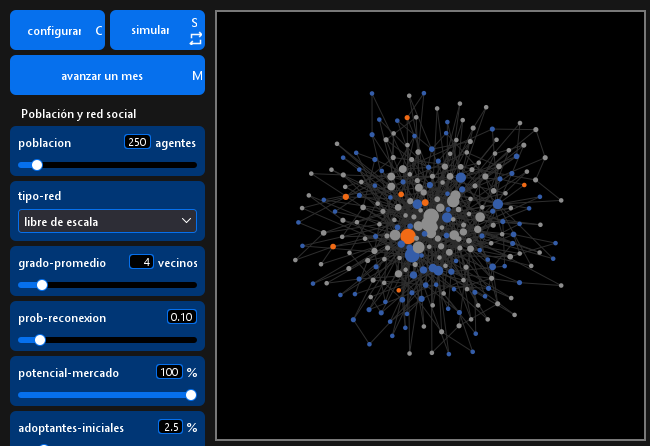 configurar C
simular S
avanzar un mes M
Población y red social
poblacion 250 agentes
tipo-red
libre de escala
grado-promedio 4 vecinos
prob-reconexion 0.10
potencial-mercado 100 %
adoptantes-iniciales 2.5 %